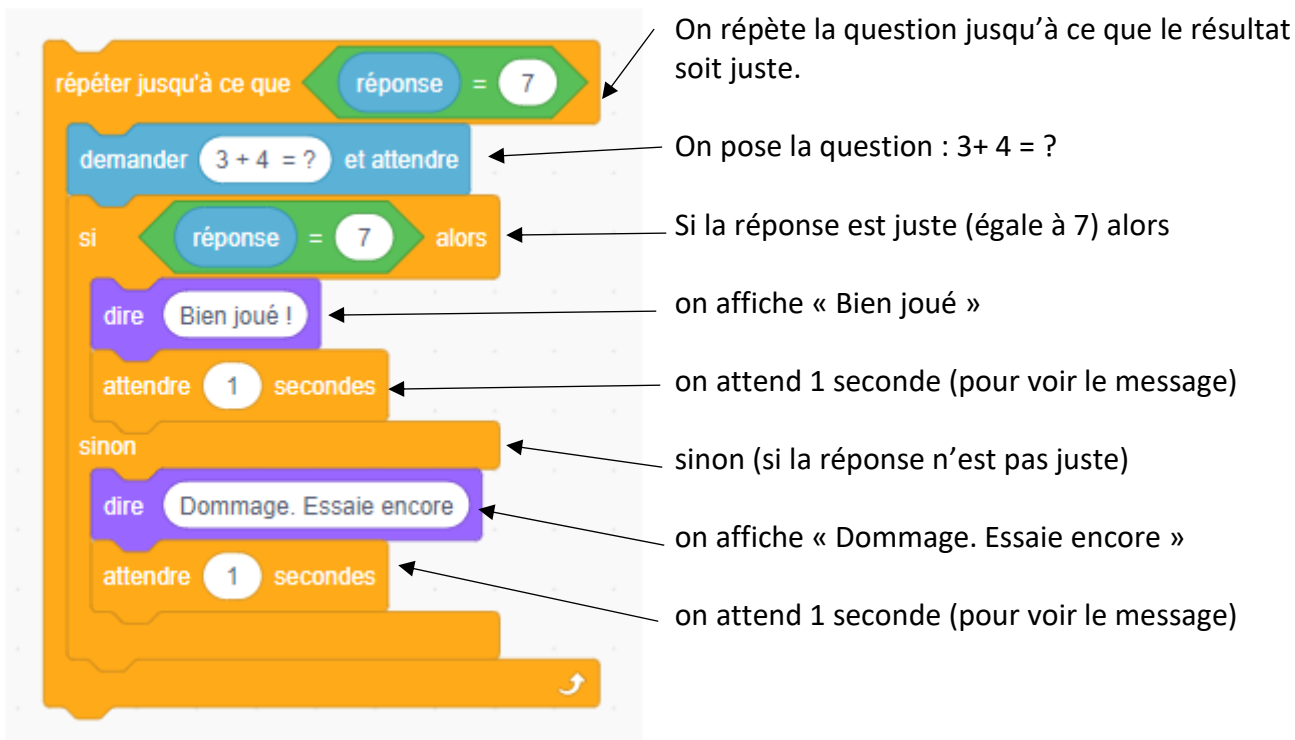 On répète la question jusqu’à ce que le résultat
soit juste.
répéter jusqu'à ce que réponse = 7
demander 3 + 4 = ? et attendre
On pose la question : 3+ 4 = ?
si réponse = 7 alors
Si la réponse est juste (égale à 7) alors
dire Bien joué !
on affiche « Bien joué »
attendre 1 secondes
on attend 1 seconde (pour voir le message)
sinon
sinon (si la réponse n’est pas juste)
dire Dommage. Essaie encore
on affiche « Dommage. Essaie encore »
attendre 1 secondes
on attend 1 seconde (pour voir le message)